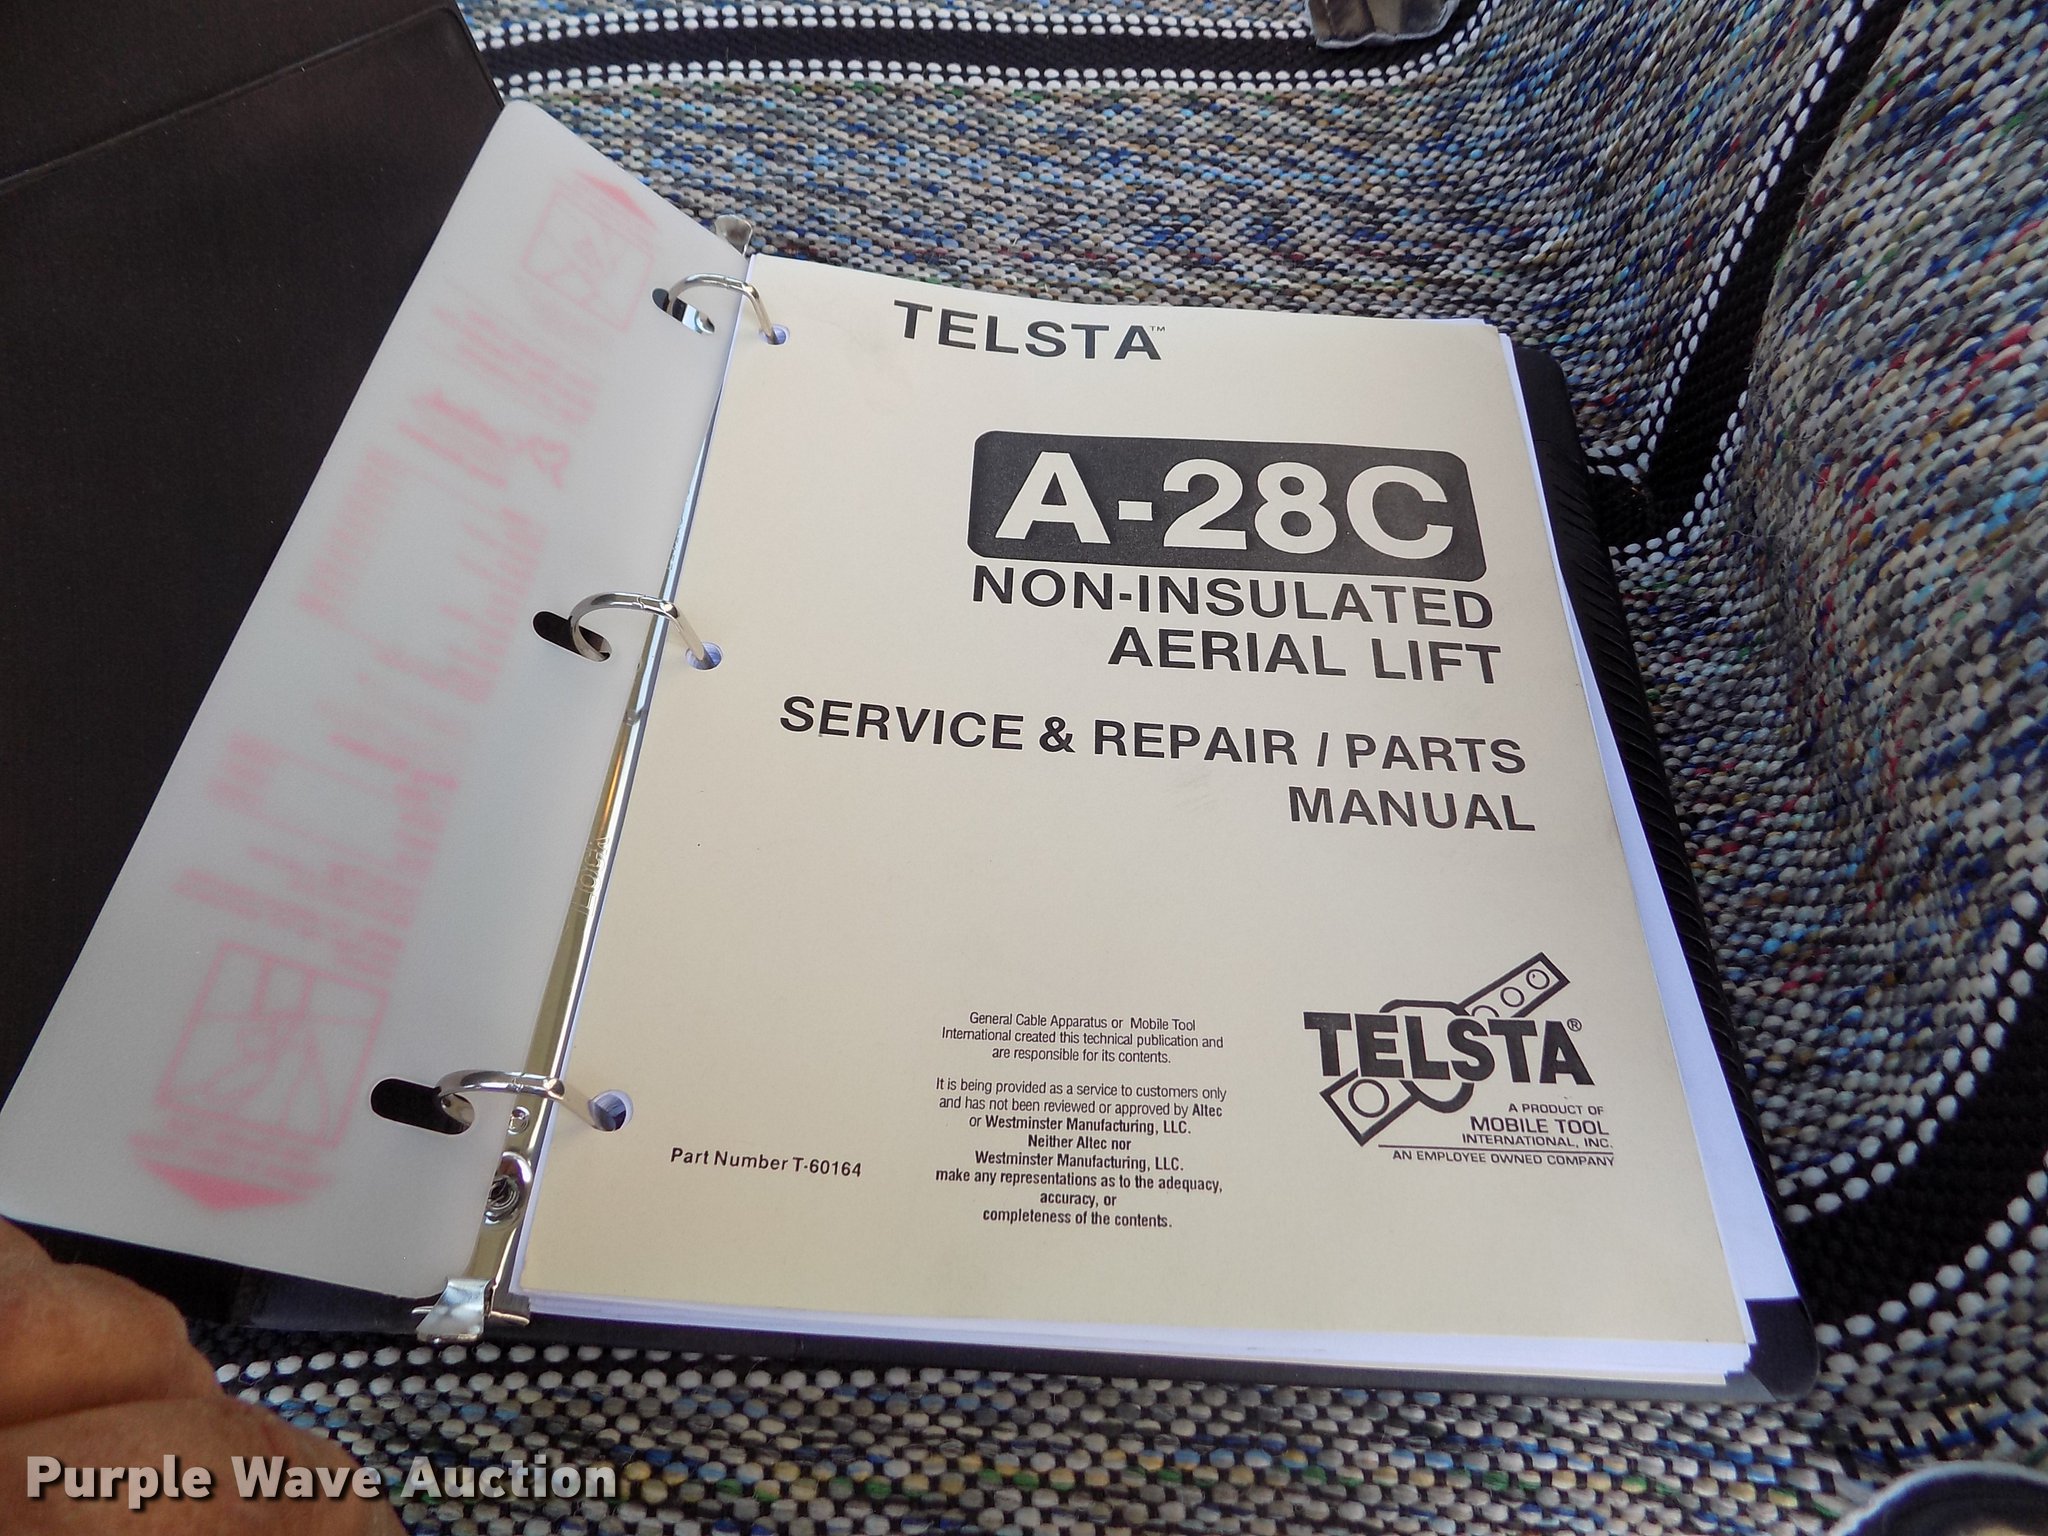 TELSTA™
A-28C
NON-INSULATED
AERIAL LIFT
SERVICE & REPAIR / PARTS
MANUAL
General Cable Apparatus or Mobile Tool
International created this technical publication and
are responsible for its contents.
It is being provided as a service to customers only
and has not been reviewed or approved by Altec
or Westminster Manufacturing, LLC.
Neither Altec nor
Westminster Manufacturing, LLC.
make any representations as to the adequacy,
accuracy, or
completeness of the contents.
Part Number T-60164
TELSTA®
A PRODUCT OF
MOBILE TOOL
INTERNATIONAL, INC.
AN EMPLOYEE OWNED COMPANY
Purple Wave Auction